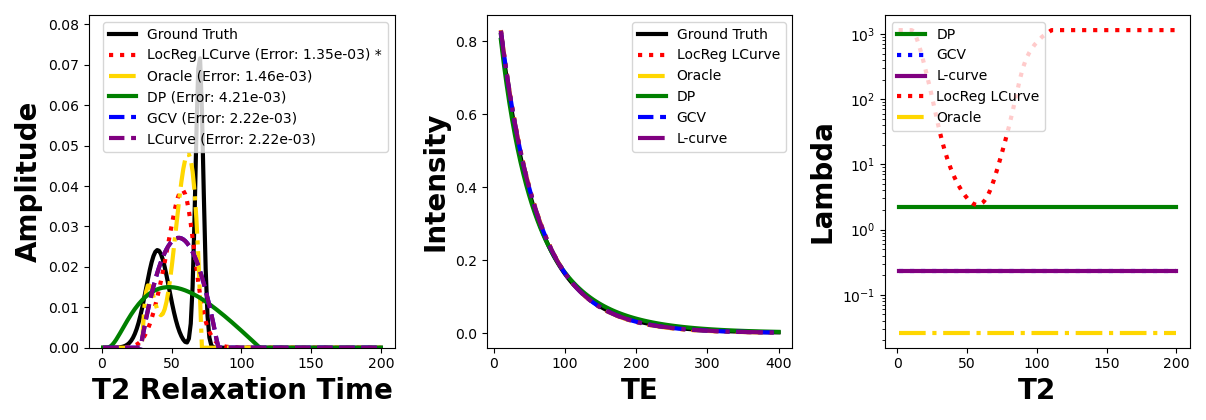 0.08
0.07
0.06
0.05
0.04
0.03
0.02
0.01
0.00
Amplitude
Ground Truth
LocReg LCurve (Error: 1.35e-03) *
Oracle (Error: 1.46e-03)
DP (Error: 4.21e-03)
GCV (Error: 2.22e-03)
LCurve (Error: 2.22e-03)
0 50 100 150 200
T2 Relaxation Time
0.8
0.6
0.4
0.2
0.0
Intensity
Ground Truth
LocReg LCurve
Oracle
DP
GCV
L-curve
0 100 200 300 400
TE
10³
10²
10¹
10⁰
10⁻¹
Lambda
DP
GCV
L-curve
LocReg LCurve
Oracle
0 50 100 150 200
T2